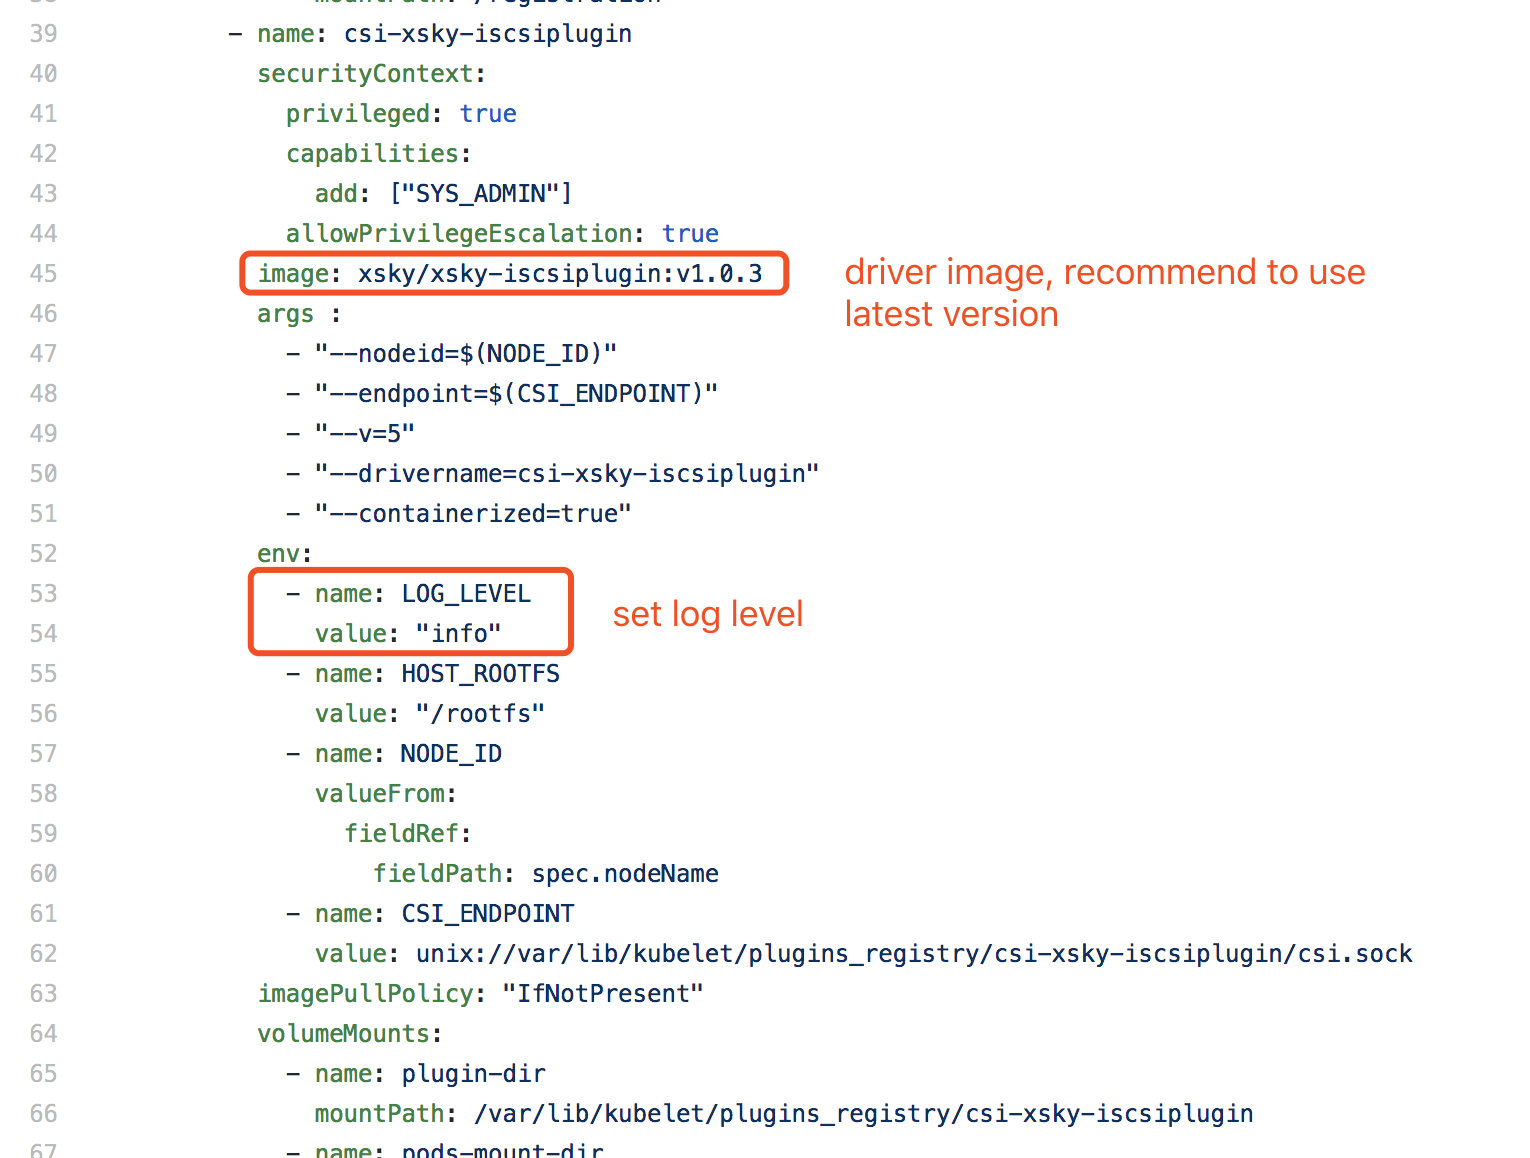 38 mountPath: /registration
39 - name: csi-xsky-iscsiplugin
40 securityContext:
41 privileged: true
42 capabilities:
43 add: ["SYS_ADMIN"]
44 allowPrivilegeEscalation: true
45 image: xsky/xsky-iscsiplugin:v1.0.3
driver image, recommend to use
latest version
46 args :
47 - "--nodeid=$(NODE_ID)"
48 - "--endpoint=$(CSI_ENDPOINT)"
49 - "--v=5"
50 - "--drivername=csi-xsky-iscsiplugin"
51 - "--containerized=true"
52 env:
53 - name: LOG_LEVEL
54 value: "info"
set log level
55 - name: HOST_ROOTFS
56 value: "/rootfs"
57 - name: NODE_ID
58 valueFrom:
59 fieldRef:
60 fieldPath: spec.nodeName
61 - name: CSI_ENDPOINT
62 value: unix://var/lib/kubelet/plugins_registry/csi-xsky-iscsiplugin/csi.sock
63 imagePullPolicy: "IfNotPresent"
64 volumeMounts:
65 - name: plugin-dir
66 mountPath: /var/lib/kubelet/plugins_registry/csi-xsky-iscsiplugin
67 - name: pods-mount-dir